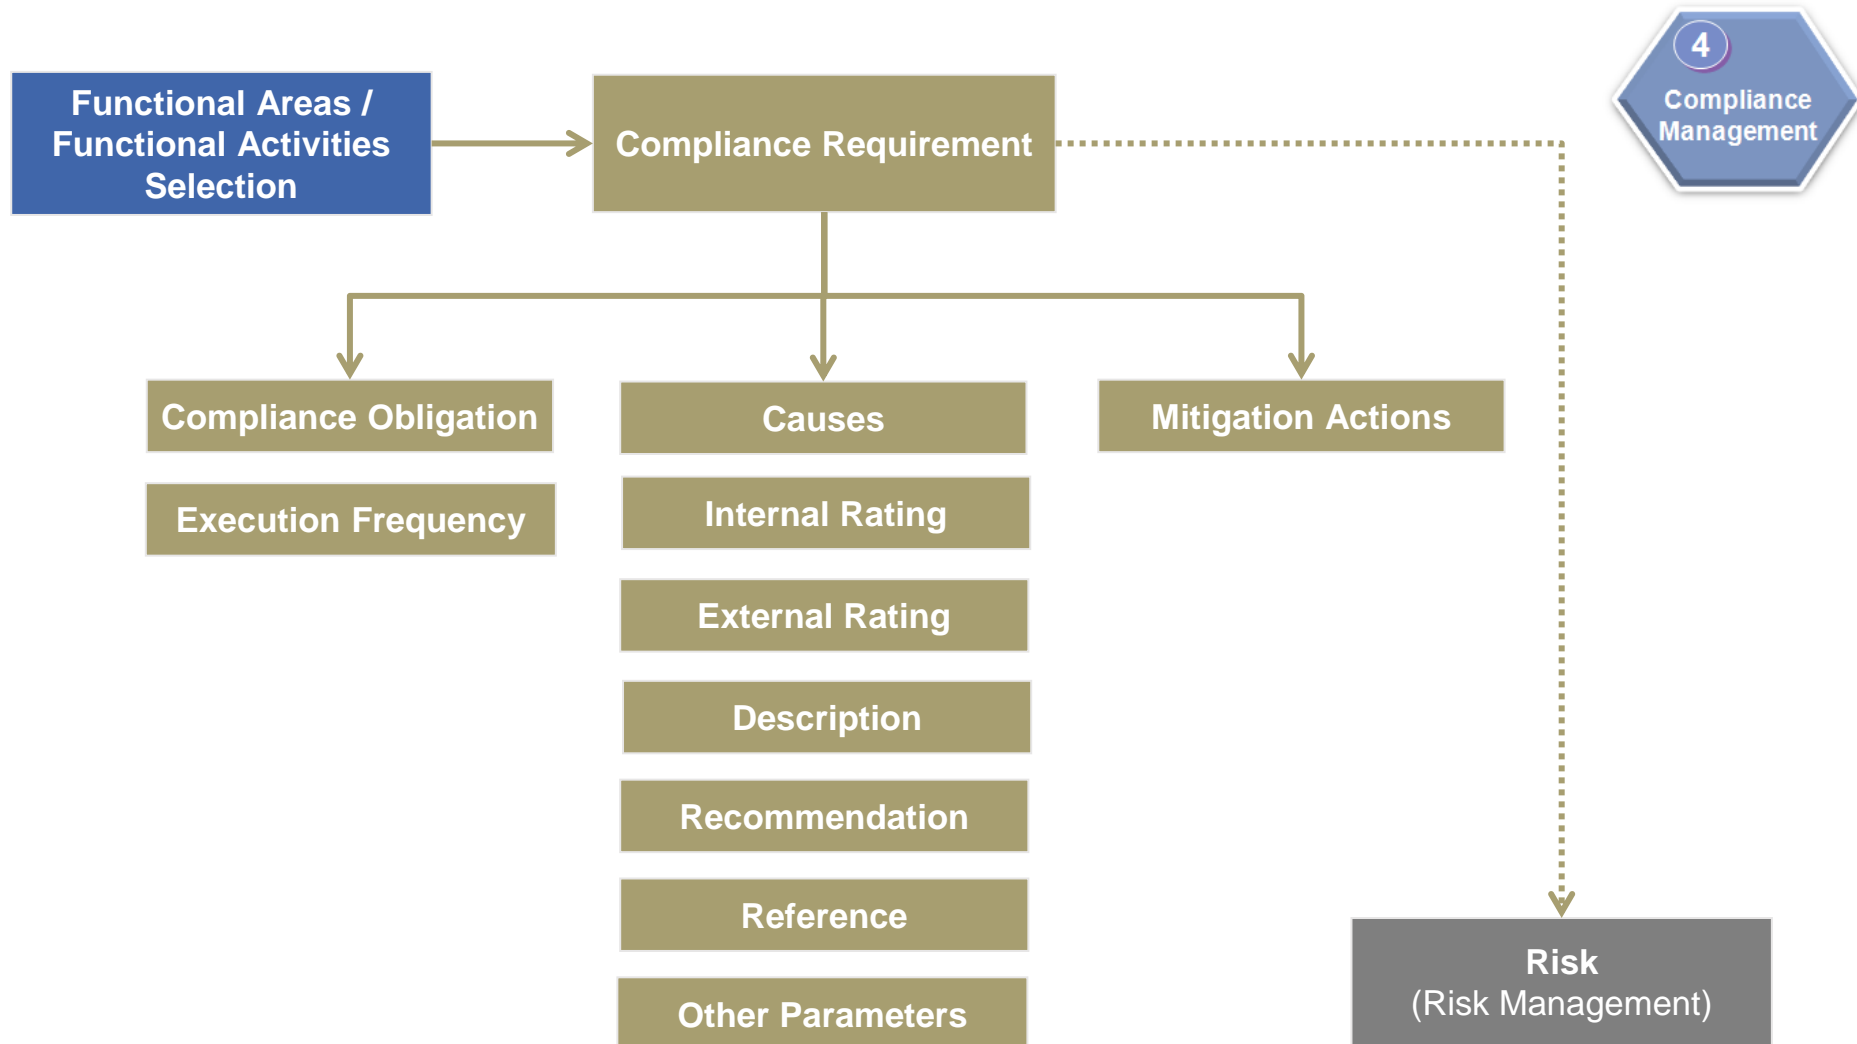 4
Compliance
Management
Functional Areas /
Functional Activities
Selection
Compliance Requirement
Compliance Obligation
Causes
Mitigation Actions
Execution Frequency
Internal Rating
External Rating
Description
Recommendation
Reference
Other Parameters
Risk
(Risk Management)